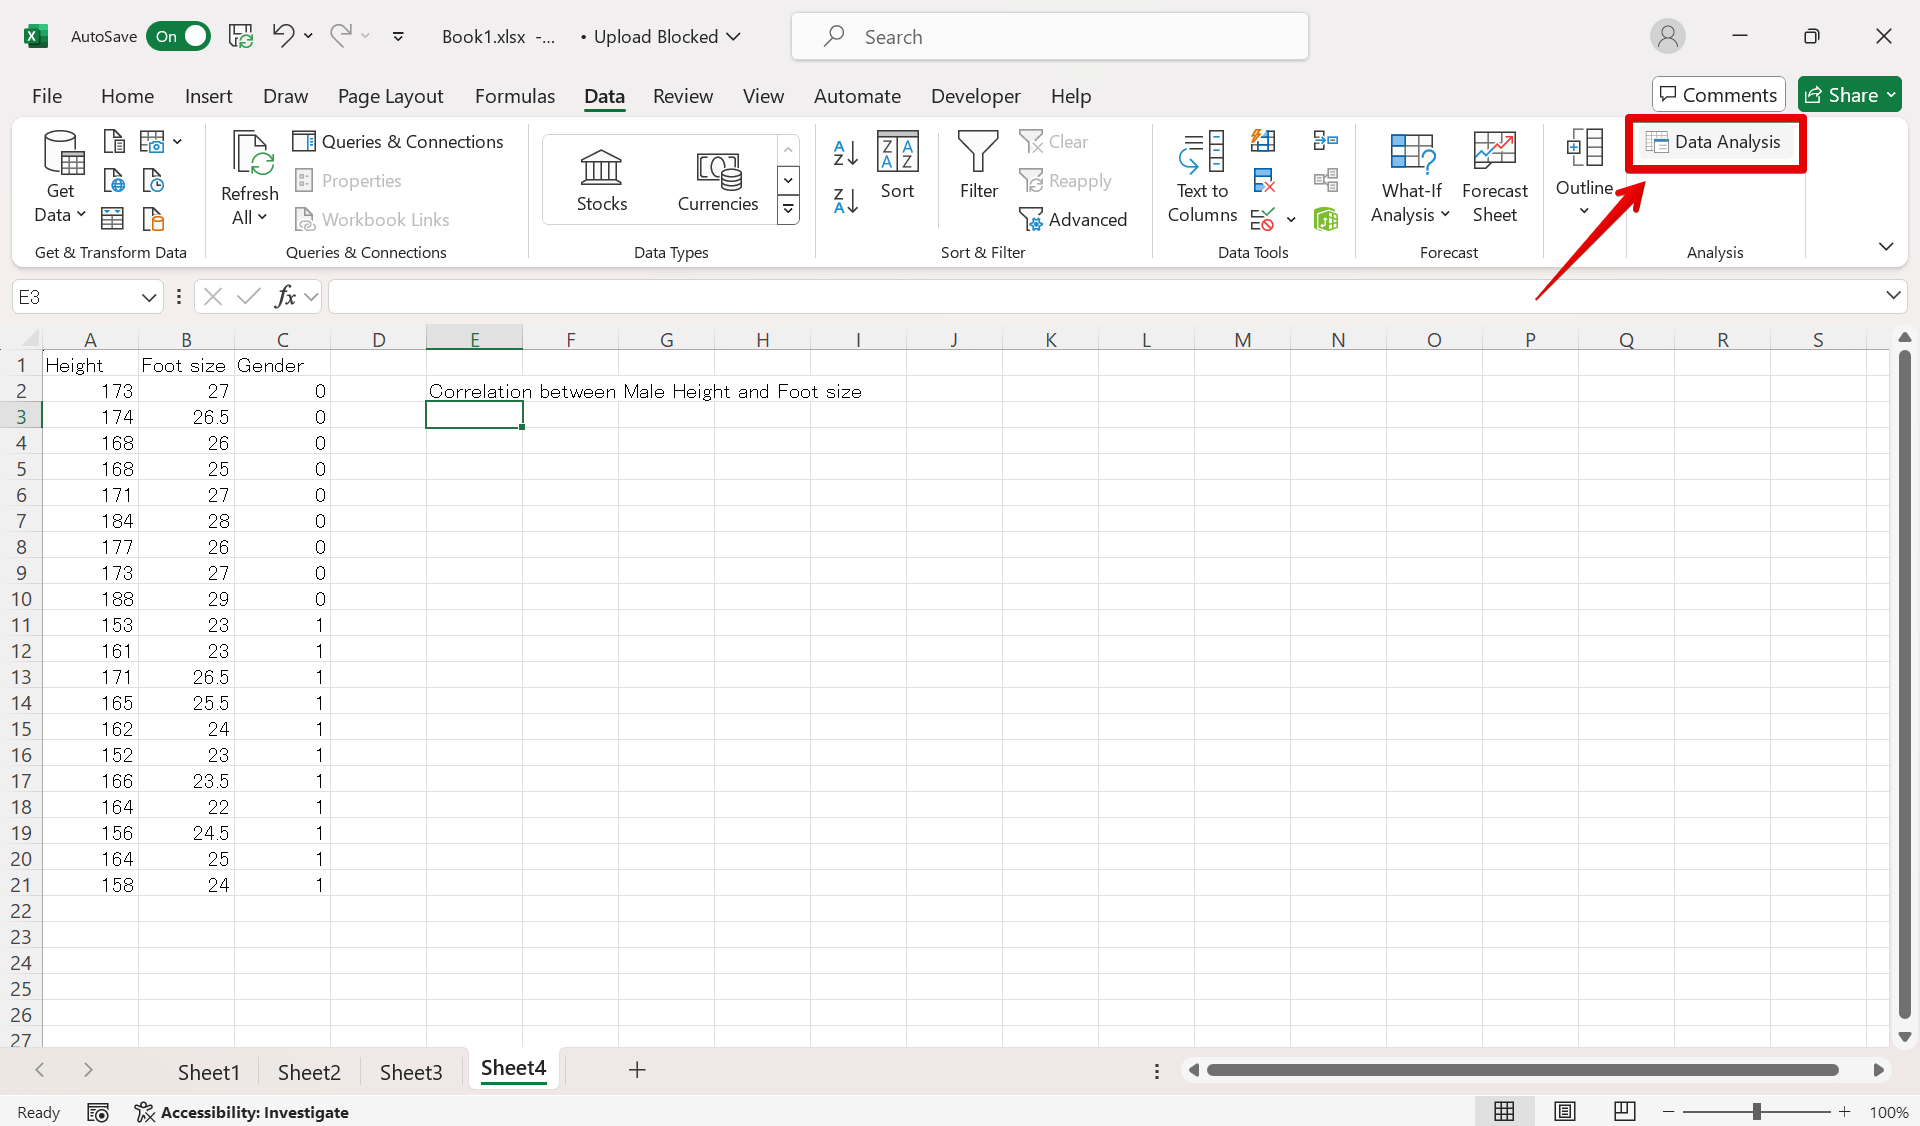 AutoSave On Book1.xlsx -... • Upload Blocked Search
File Home Insert Draw Page Layout Formulas Data Review View Automate Developer Help Comments Share
Get Data
Refresh All
Queries & Connections
Properties
Workbook Links
Stocks
Currencies
Sort
Filter
Clear
Reapply
Advanced
Text to Columns
What-If Analysis
Forecast Sheet
Outline
Data Analysis
Get & Transform Data Queries & Connections Data Types Sort & Filter Data Tools Forecast Analysis
E3 fx
A B C D E F G H I J K L M N O P Q R S
1 Height Foot size Gender
2 173 27 0 Correlation between Male Height and Foot size
3 174 26.5 0
4 168 26 0
5 168 25 0
6 171 27 0
7 184 28 0
8 177 26 0
9 173 27 0
10 188 29 0
11 153 23 1
12 161 23 1
13 171 26.5 1
14 165 25.5 1
15 162 24 1
16 152 23 1
17 166 23.5 1
18 164 22 1
19 156 24.5 1
20 164 25 1
21 158 24 1
22
23
24
25
26
27
Sheet1 Sheet2 Sheet3 Sheet4
Ready Accessibility: Investigate 100%